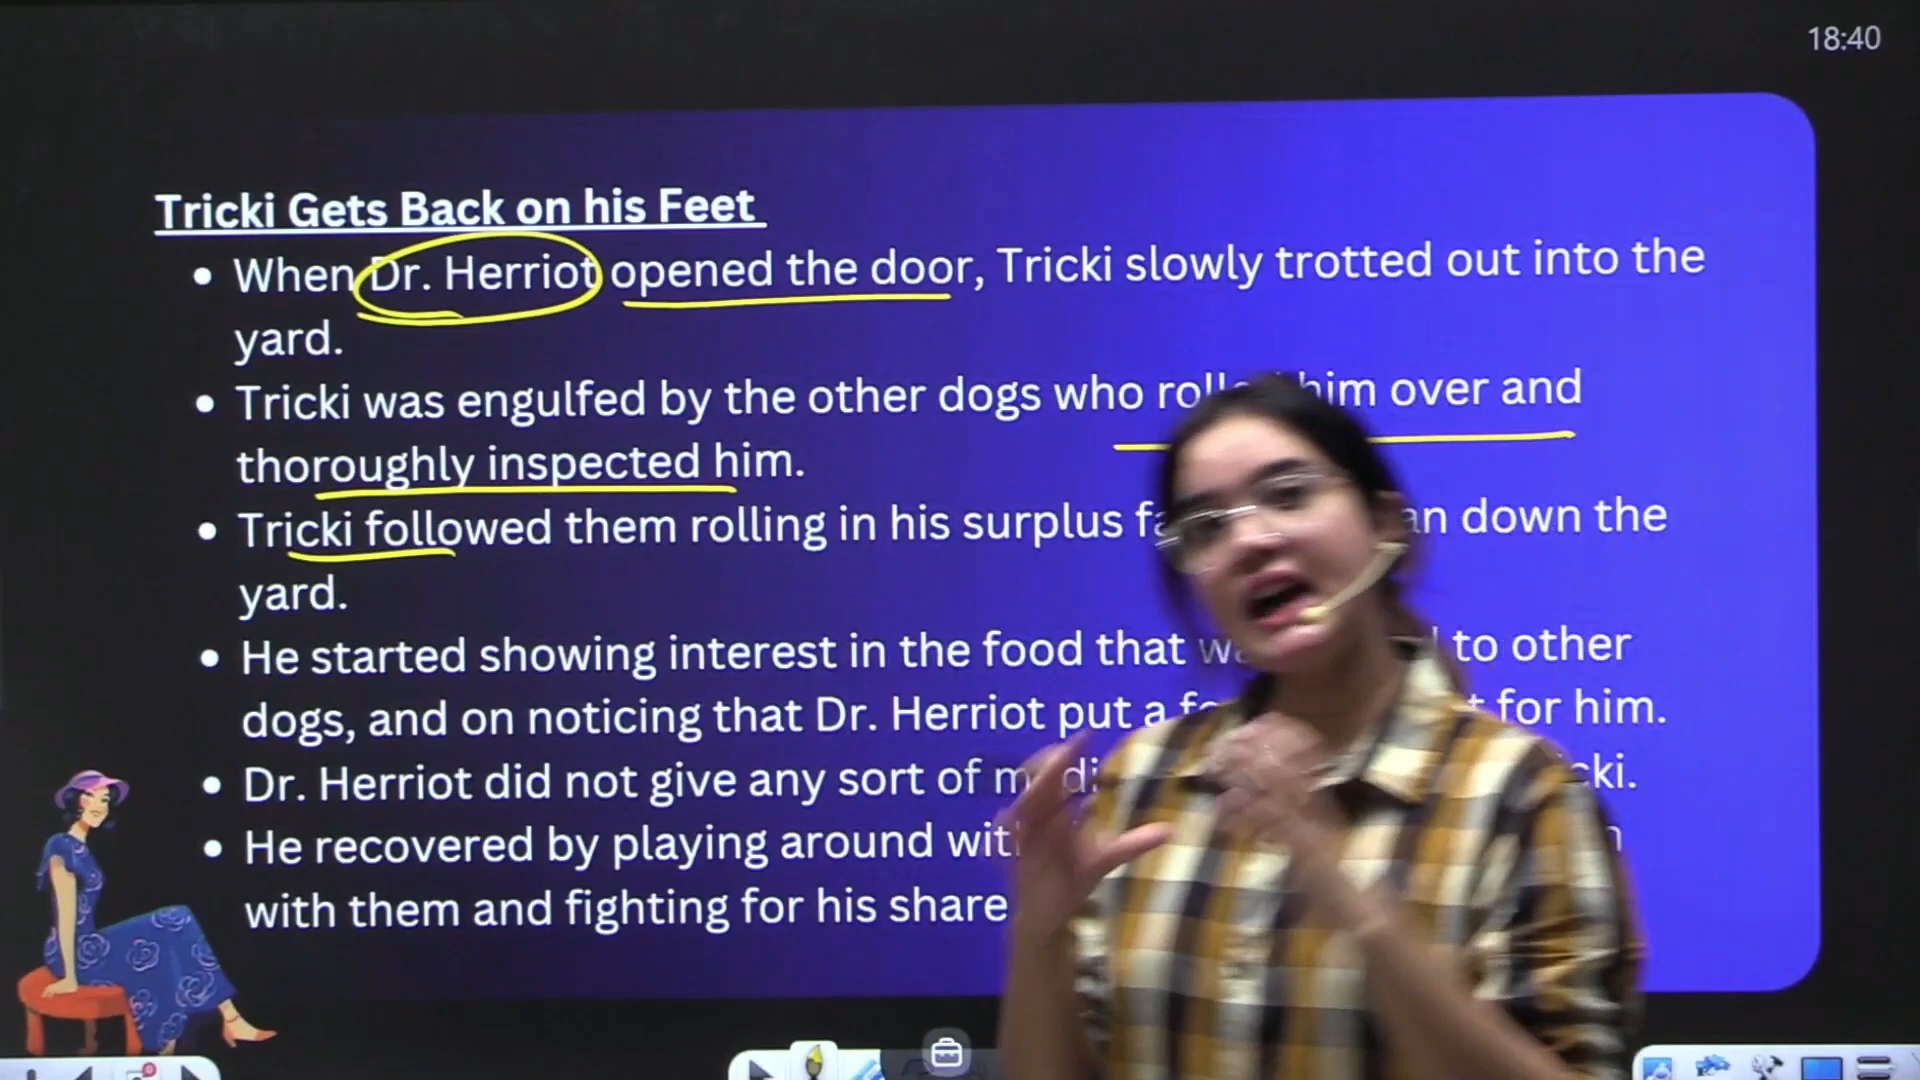 18:40
Tricki Gets Back on his Feet
• When Dr. Herriot opened the door, Tricki slowly trotted out into the
yard.
• Tricki was engulfed by the other dogs who rolled him over and
thoroughly inspected him.
• Tricki followed them rolling in his surplus down the
yard.
• He started showing interest in the food that to other
dogs, and on noticing that Dr. Herriot put a for him.
• Dr. Herriot did not give any sort of
• He recovered by playing around
with them and fighting for his share